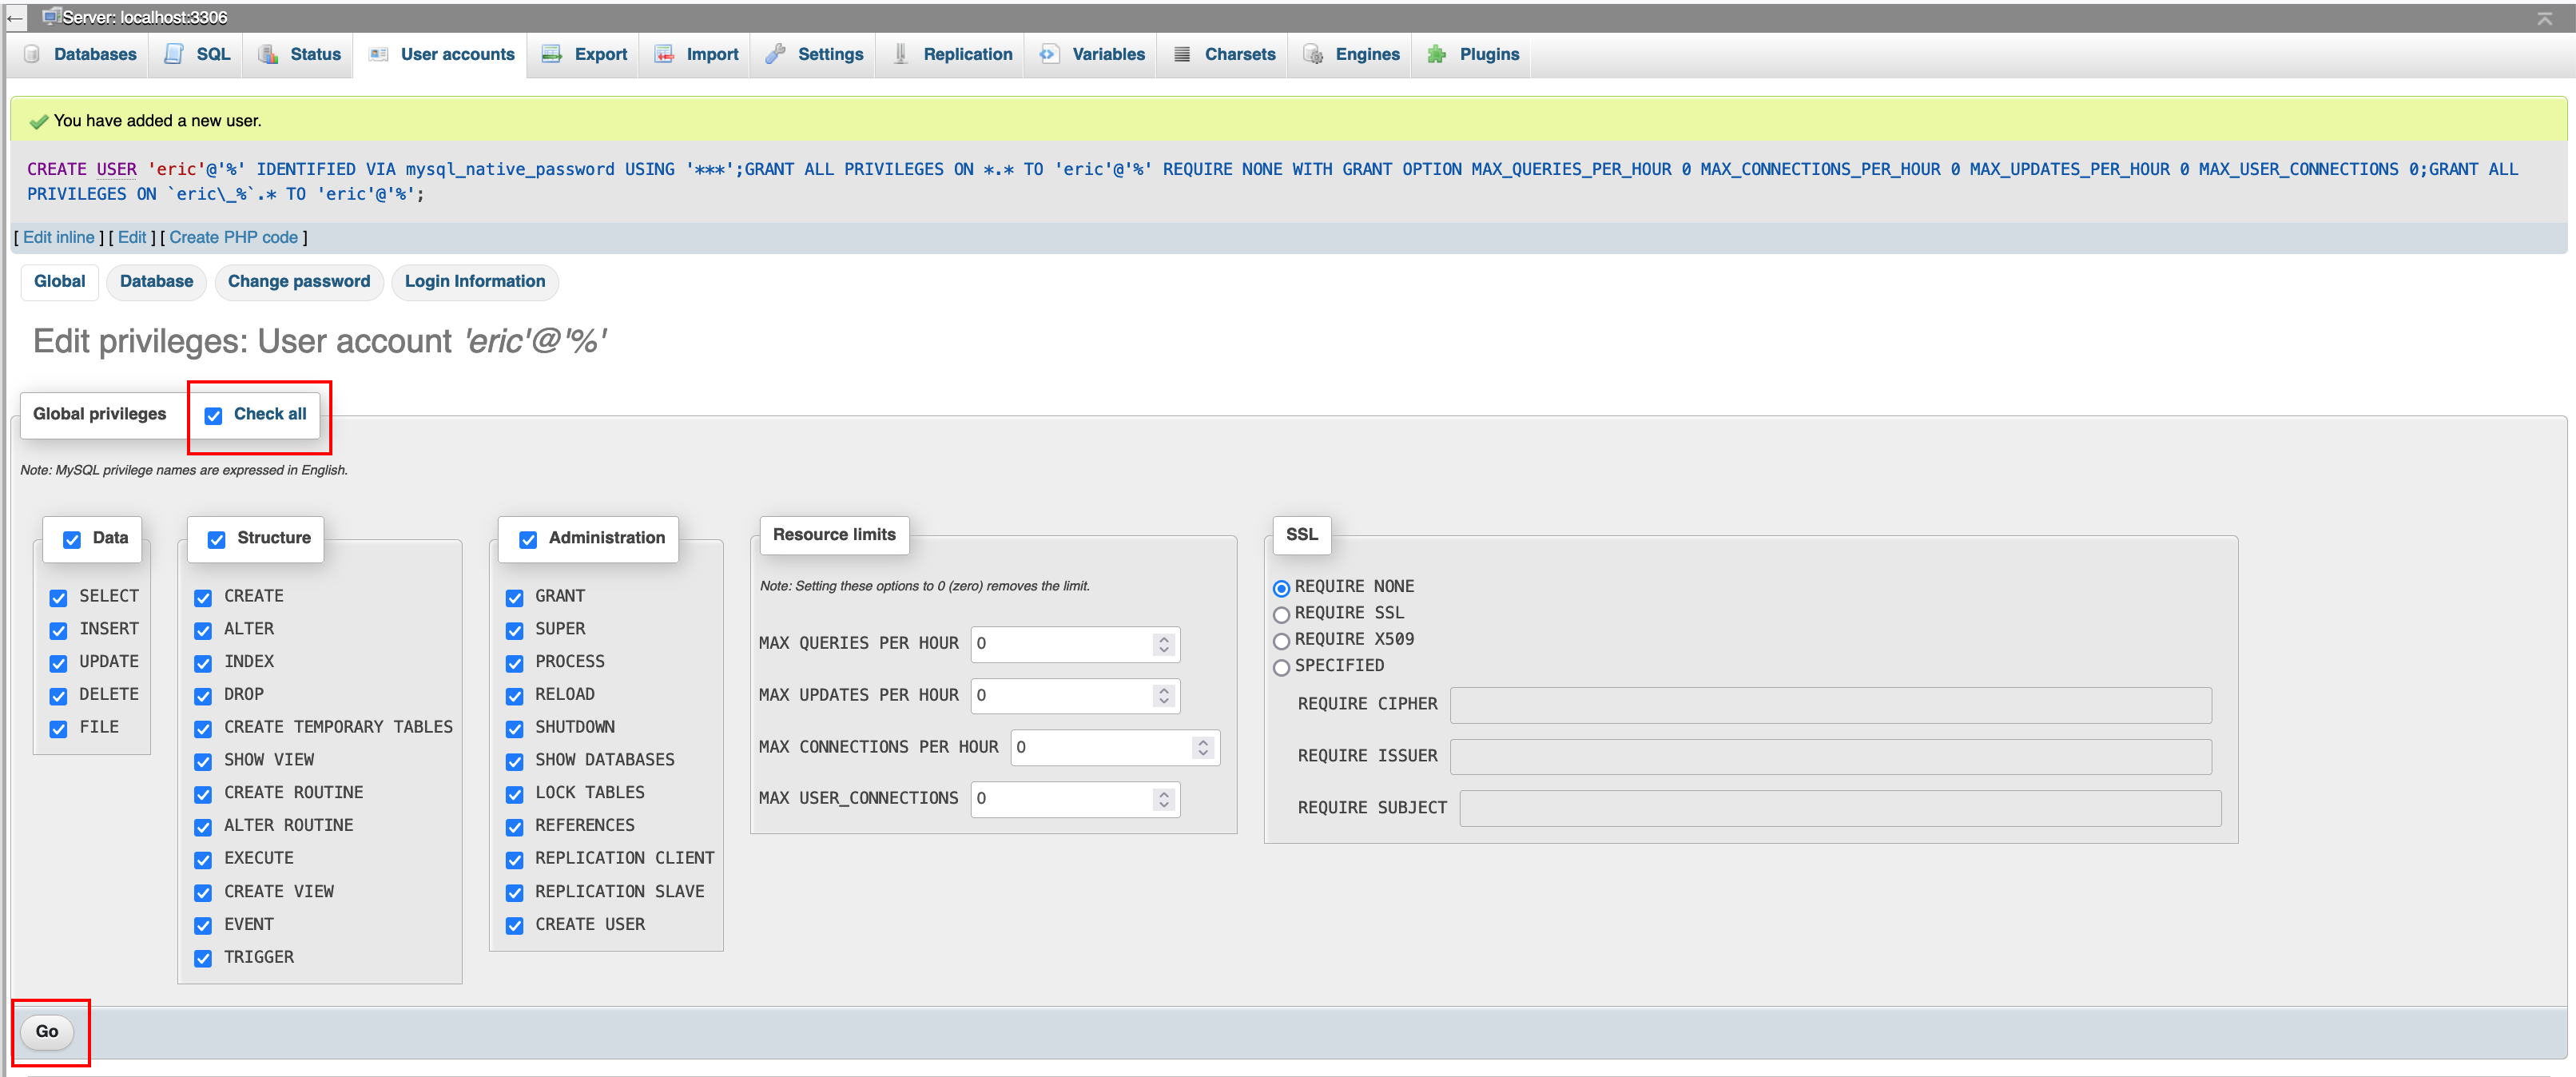 Server: localhost:3306
Databases SQL Status User accounts Export Import Settings Replication Variables Charsets Engines Plugins
You have added a new user.
CREATE USER 'eric'@'%' IDENTIFIED VIA mysql_native_password USING '***';GRANT ALL PRIVILEGES ON *.* TO 'eric'@'%' REQUIRE NONE WITH GRANT OPTION MAX_QUERIES_PER_HOUR 0 MAX_CONNECTIONS_PER_HOUR 0 MAX_UPDATES_PER_HOUR 0 MAX_USER_CONNECTIONS 0;GRANT ALL
PRIVILEGES ON `eric\_%`.* TO 'eric'@'%';
[ Edit inline ] [ Edit ] [ Create PHP code ]
Global Database Change password Login Information
Edit privileges: User account 'eric'@'%'
Global privileges Check all
Note: MySQL privilege names are expressed in English.
Data
SELECT
INSERT
UPDATE
DELETE
FILE
Structure
CREATE
ALTER
INDEX
DROP
CREATE TEMPORARY TABLES
SHOW VIEW
CREATE ROUTINE
ALTER ROUTINE
EXECUTE
CREATE VIEW
EVENT
TRIGGER
Administration
GRANT
SUPER
PROCESS
RELOAD
SHUTDOWN
SHOW DATABASES
LOCK TABLES
REFERENCES
REPLICATION CLIENT
REPLICATION SLAVE
CREATE USER
Resource limits
Note: Setting these options to 0 (zero) removes the limit.
MAX QUERIES PER HOUR 0
MAX UPDATES PER HOUR 0
MAX CONNECTIONS PER HOUR 0
MAX USER_CONNECTIONS 0
SSL
REQUIRE NONE
REQUIRE SSL
REQUIRE X509
SPECIFIED
REQUIRE CIPHER
REQUIRE ISSUER
REQUIRE SUBJECT
Go